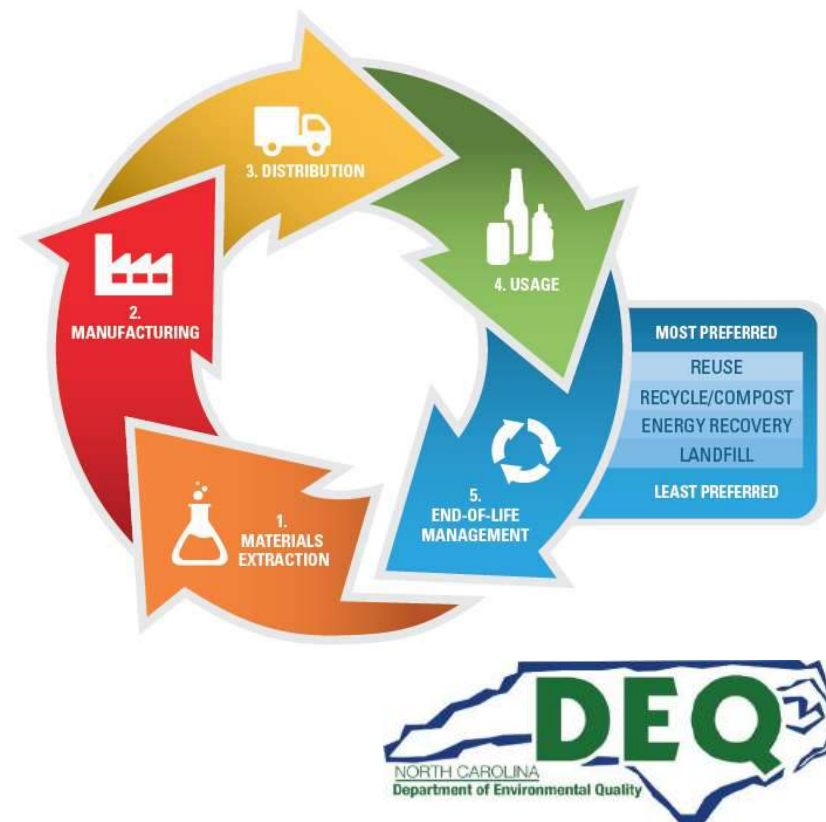 3. DISTRIBUTION
4. USAGE
2.
MANUFACTURING
MOST PREFERRED
REUSE
RECYCLE/COMPOST
ENERGY RECOVERY
LANDFILL
LEAST PREFERRED
5.
END-OF-LIFE
MANAGEMENT
1.
MATERIALS
EXTRACTION
DEQ
NORTH CAROLINA
Department of Environmental Quality